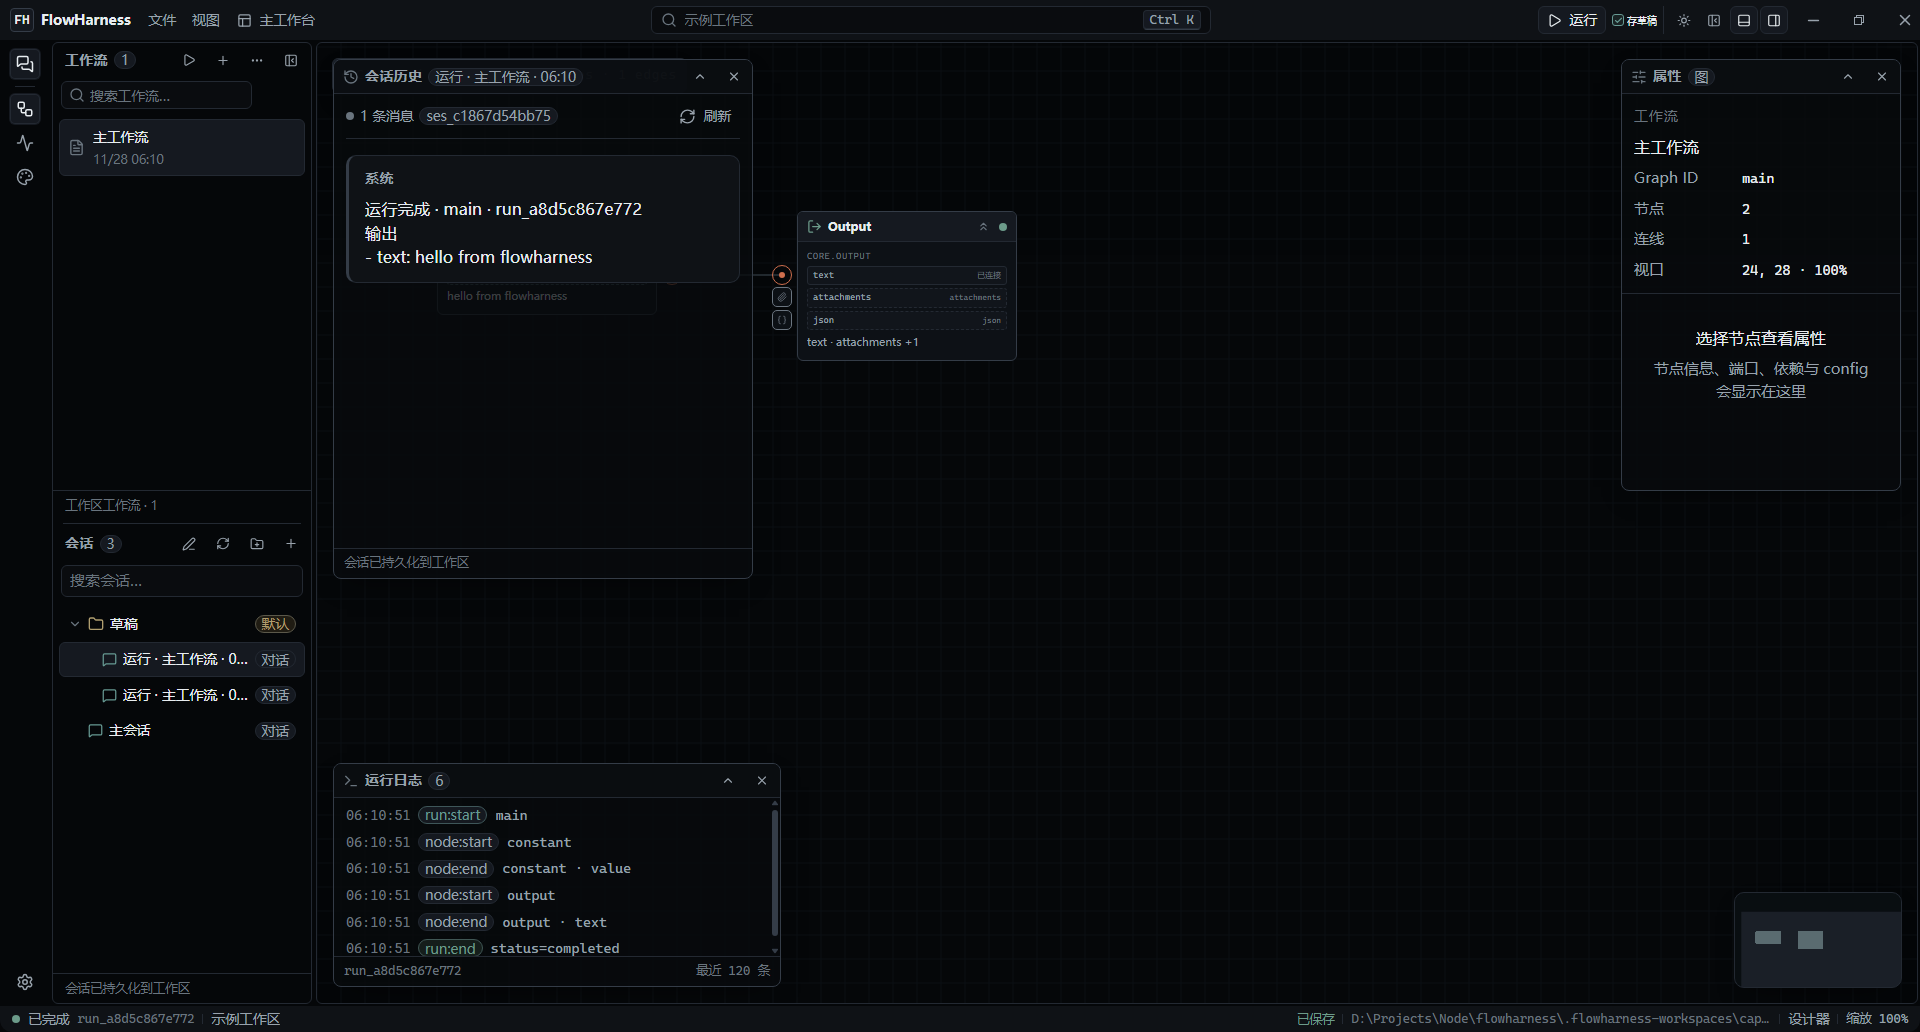 FH FlowHarness 文件 视图 主工作台
示例工作区 Ctrl K
运行 存草稿
工作流 1
搜索工作流...
主工作流
11/28 06:10
工作区工作流 · 1
会话 3
搜索会话...
草稿 默认
运行 · 主工作流 · 0... 对话
运行 · 主工作流 · 0... 对话
主会话 对话
会话已持久化到工作区
会话历史 运行 · 主工作流 · 06:10
1 条消息 ses_c1867d54bb75 刷新
系统
运行完成 · main · run_a8d5c867e772
输出
- text: hello from flowharness
hello from flowharness
会话已持久化到工作区
Output
CORE.OUTPUT
text 已连接
attachments attachments
{} json json
text · attachments +1
运行日志 6
06:10:51 run:start main
06:10:51 node:start constant
06:10:51 node:end constant · value
06:10:51 node:start output
06:10:51 node:end output · text
06:10:51 run:end status=completed
run_a8d5c867e772 最近 120 条
属性 图
工作流
主工作流
Graph ID main
节点 2
连线 1
视口 24, 28 · 100%
选择节点查看属性
节点信息、端口、依赖与 config
会显示在这里
已完成 run_a8d5c867e772 示例工作区
已保存 D:\Projects\Node\flowharness\.flowharness-workspaces\cap... 设计器 缩放 100%